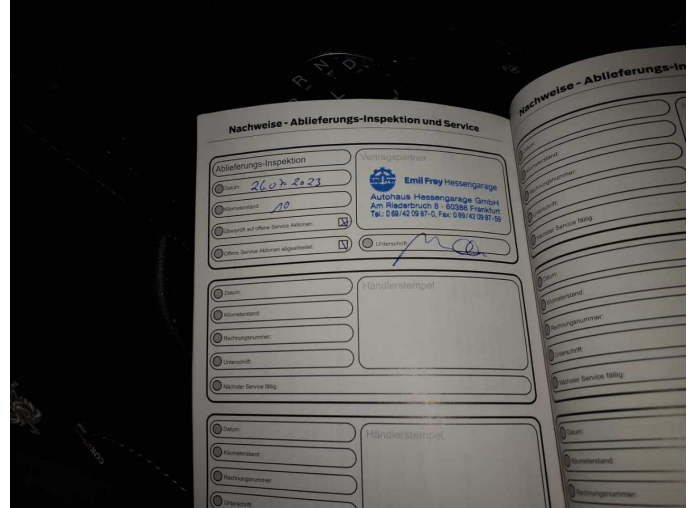 Nachweise - Ablieferungs-Inspektion und Service
Ablieferungs-Inspektion
Datum: 26.07.2023
Kilometerstand: 10
Überprüft auf offene Service Aktionen:
Offene Service Aktionen abgearbeitet:
Vertragspartner
Emil Frey Hessengarage
Autohaus Hessengarage GmbH
Am Riederbruch 8 - 60386 Frankfurt
Tel.: 0 69/42 09 87-0, Fax: 0 69/42 09 87-59
Unterschrift:
Datum:
Kilometerstand:
Rechnungsnummer:
Unterschrift:
Nächster Service fällig:
Händlerstempel
Datum:
Kilometerstand:
Rechnungsnummer:
Unterschrift:
Händlerstempel
Nachweise - Ablieferungs-In
Datum:
Kilometerstand:
Rechnungsnummer:
Unterschrift:
Nächster Service fällig:
Datum:
Kilometerstand:
Rechnungsnummer:
Unterschrift:
Nächster Service fällig:
Datum:
Kilometerstand:
Rechnungsnummer: